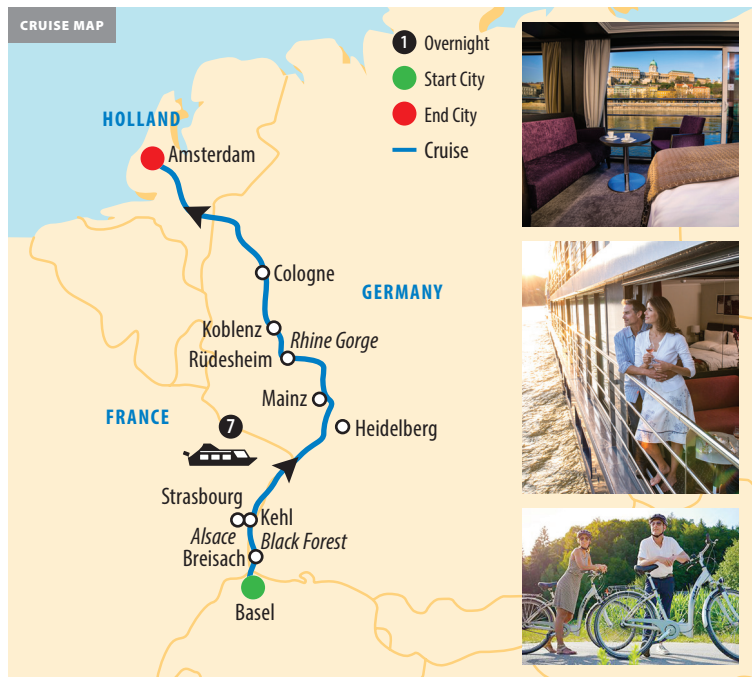 CRUISE MAP
1 Overnight
Start City
End City
Cruise
HOLLAND
Amsterdam
Cologne
GERMANY
Koblenz
Rhine Gorge
Rüdesheim
Mainz
FRANCE
7
Heidelberg
Strasbourg
Kehl
Alsace
Black Forest
Breisach
Basel